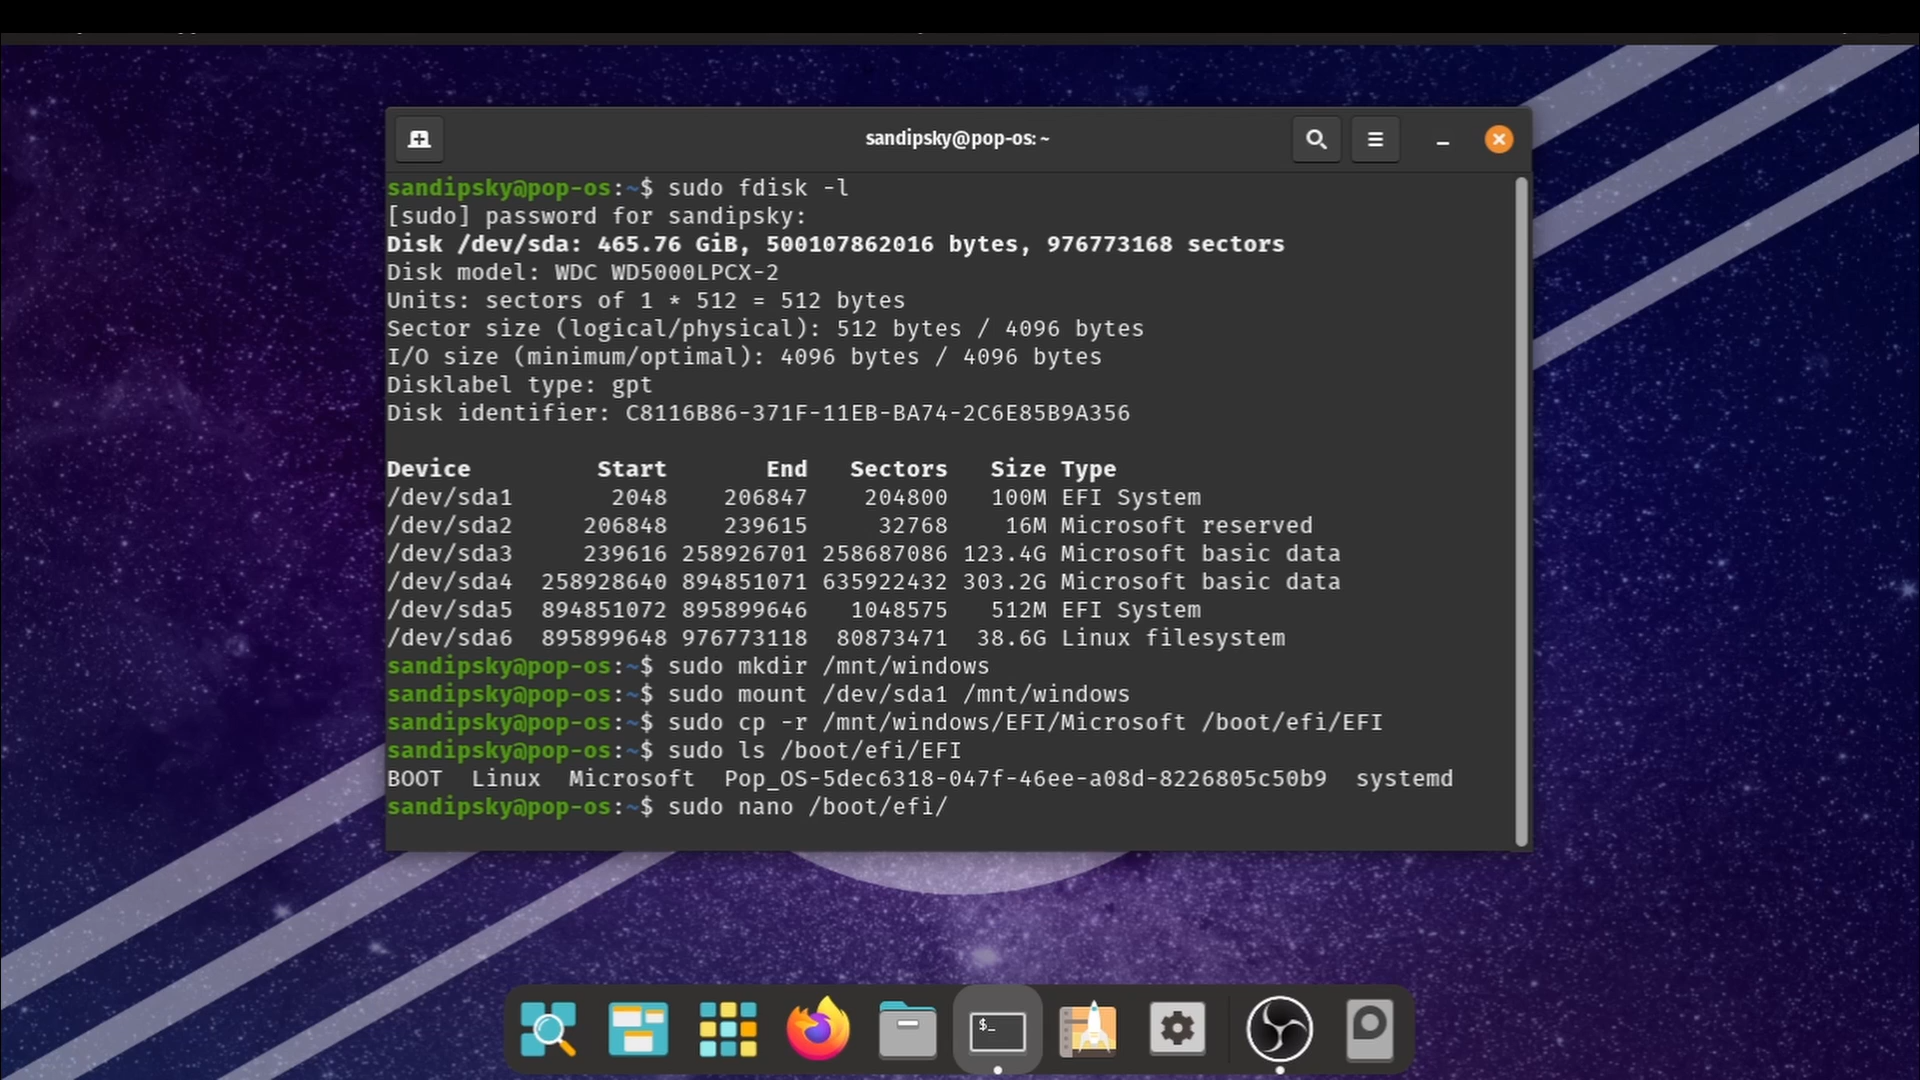 sandipsky@pop-os: ~
sandipsky@pop-os:~$ sudo fdisk -l
[sudo] password for sandipsky:
Disk /dev/sda: 465.76 GiB, 500107862016 bytes, 976773168 sectors
Disk model: WDC WD5000LPCX-2
Units: sectors of 1 * 512 = 512 bytes
Sector size (logical/physical): 512 bytes / 4096 bytes
I/O size (minimum/optimal): 4096 bytes / 4096 bytes
Disklabel type: gpt
Disk identifier: C8116B86-371F-11EB-BA74-2C6E85B9A356
Device Start End Sectors Size Type
/dev/sda1 2048 206847 204800 100M EFI System
/dev/sda2 206848 239615 32768 16M Microsoft reserved
/dev/sda3 239616 258926701 258687086 123.4G Microsoft basic data
/dev/sda4 258928640 894851071 635922432 303.2G Microsoft basic data
/dev/sda5 894851072 895899646 1048575 512M EFI System
/dev/sda6 895899648 976773118 80873471 38.6G Linux filesystem
sandipsky@pop-os:~$ sudo mkdir /mnt/windows
sandipsky@pop-os:~$ sudo mount /dev/sda1 /mnt/windows
sandipsky@pop-os:~$ sudo cp -r /mnt/windows/EFI/Microsoft /boot/efi/EFI
sandipsky@pop-os:~$ sudo ls /boot/efi/EFI
BOOT Linux Microsoft Pop_OS-5dec6318-047f-46ee-a08d-8226805c50b9 systemd
sandipsky@pop-os:~$ sudo nano /boot/efi/
$_